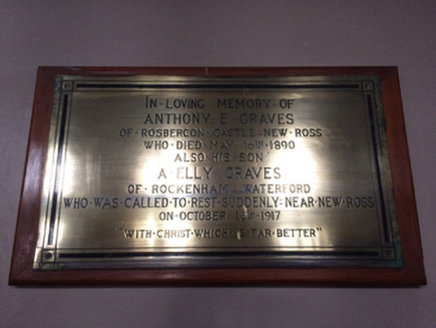 IN·LOVING MEMORY OF
ANTHONY·E·GRAVES
OF·ROSBERCON·CASTLE·NEW·ROSS
WHO·DIED·MAY·16TH·1890
ALSO·HIS·SON
A·ELLY GRAVES
OF·ROCKENHAM WATERFORD
WHO·WAS·CALLED·TO·REST·SUDDENLY:NEAR·NEW·ROSS
ON·OCTOBER 1917
"WITH·CHRIST·WHICH·IS·FAR·BETTER"